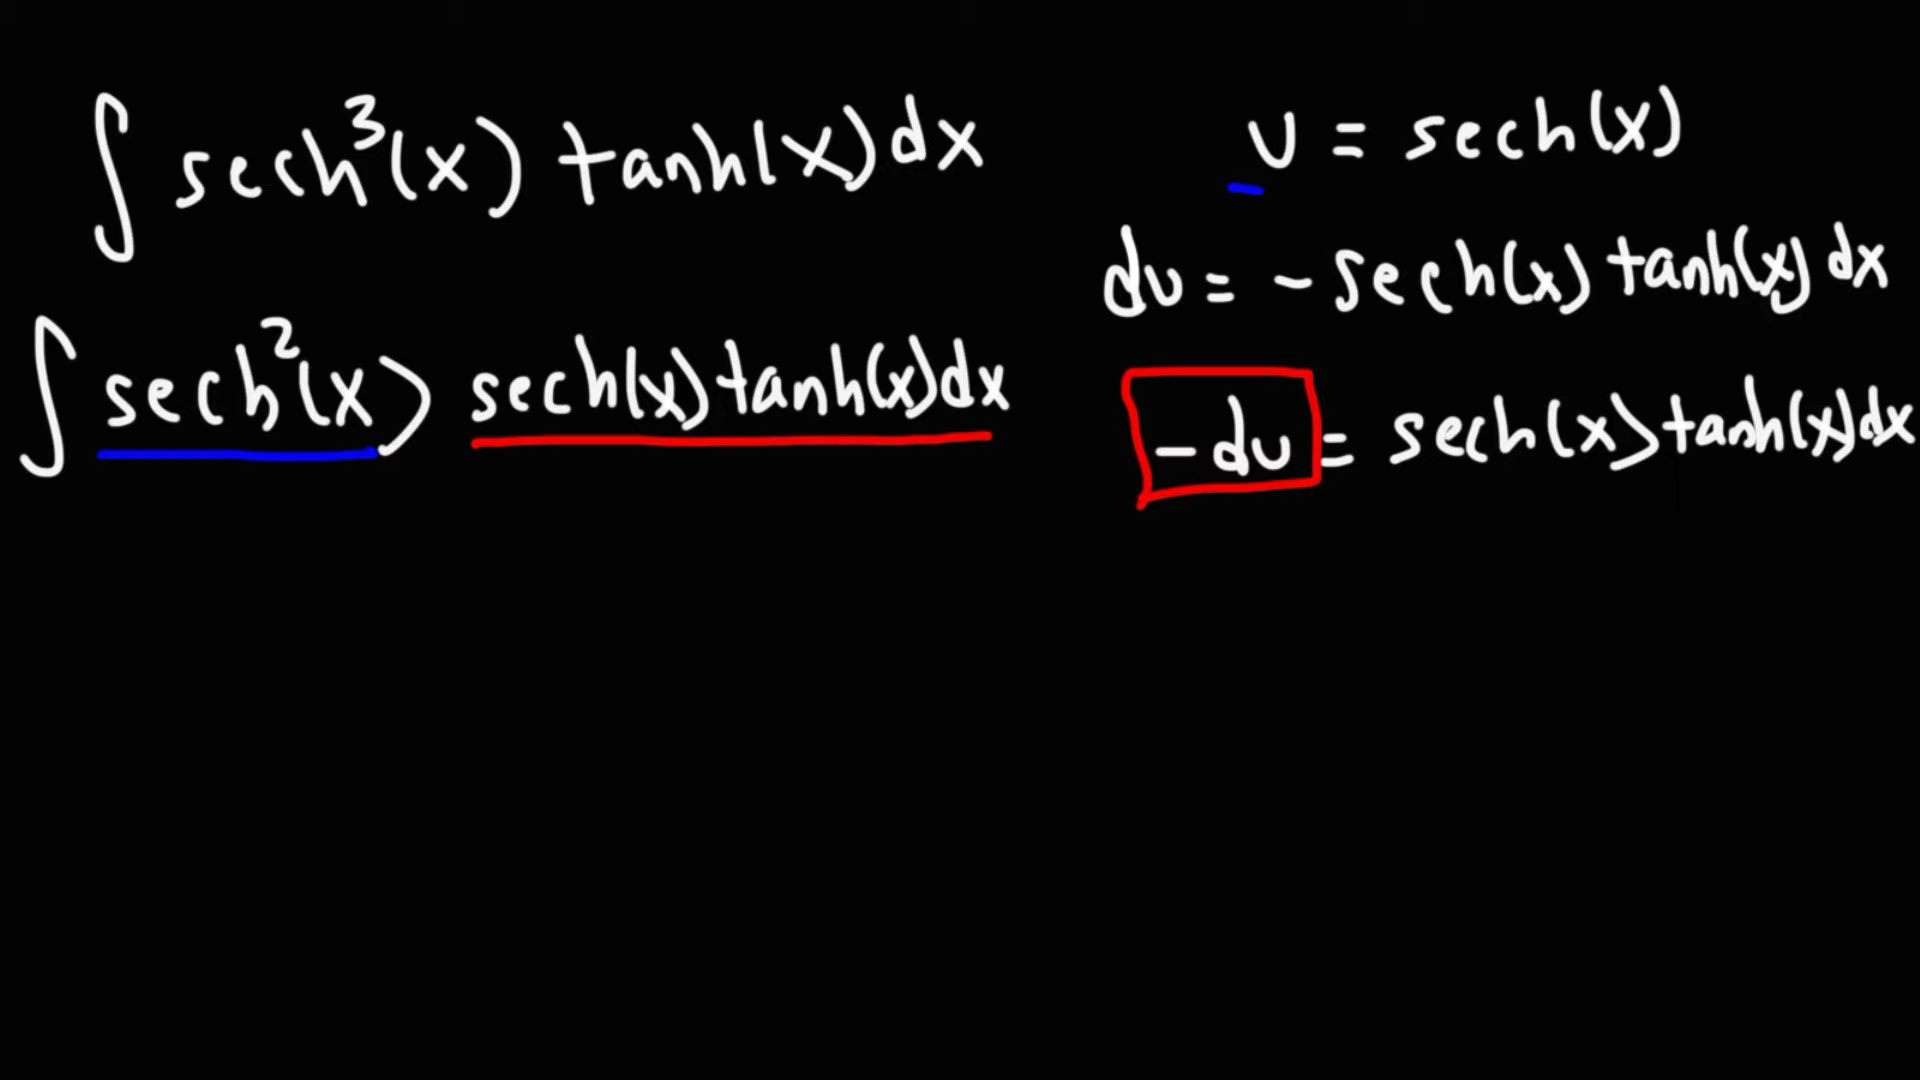 ∫ sech³(x) tanh(x) dx
∫ sech²(x) sech(x) tanh(x) dx
u = sech(x)
du = - sech(x) tanh(x) dx
- du = sech(x) tanh(x) dx